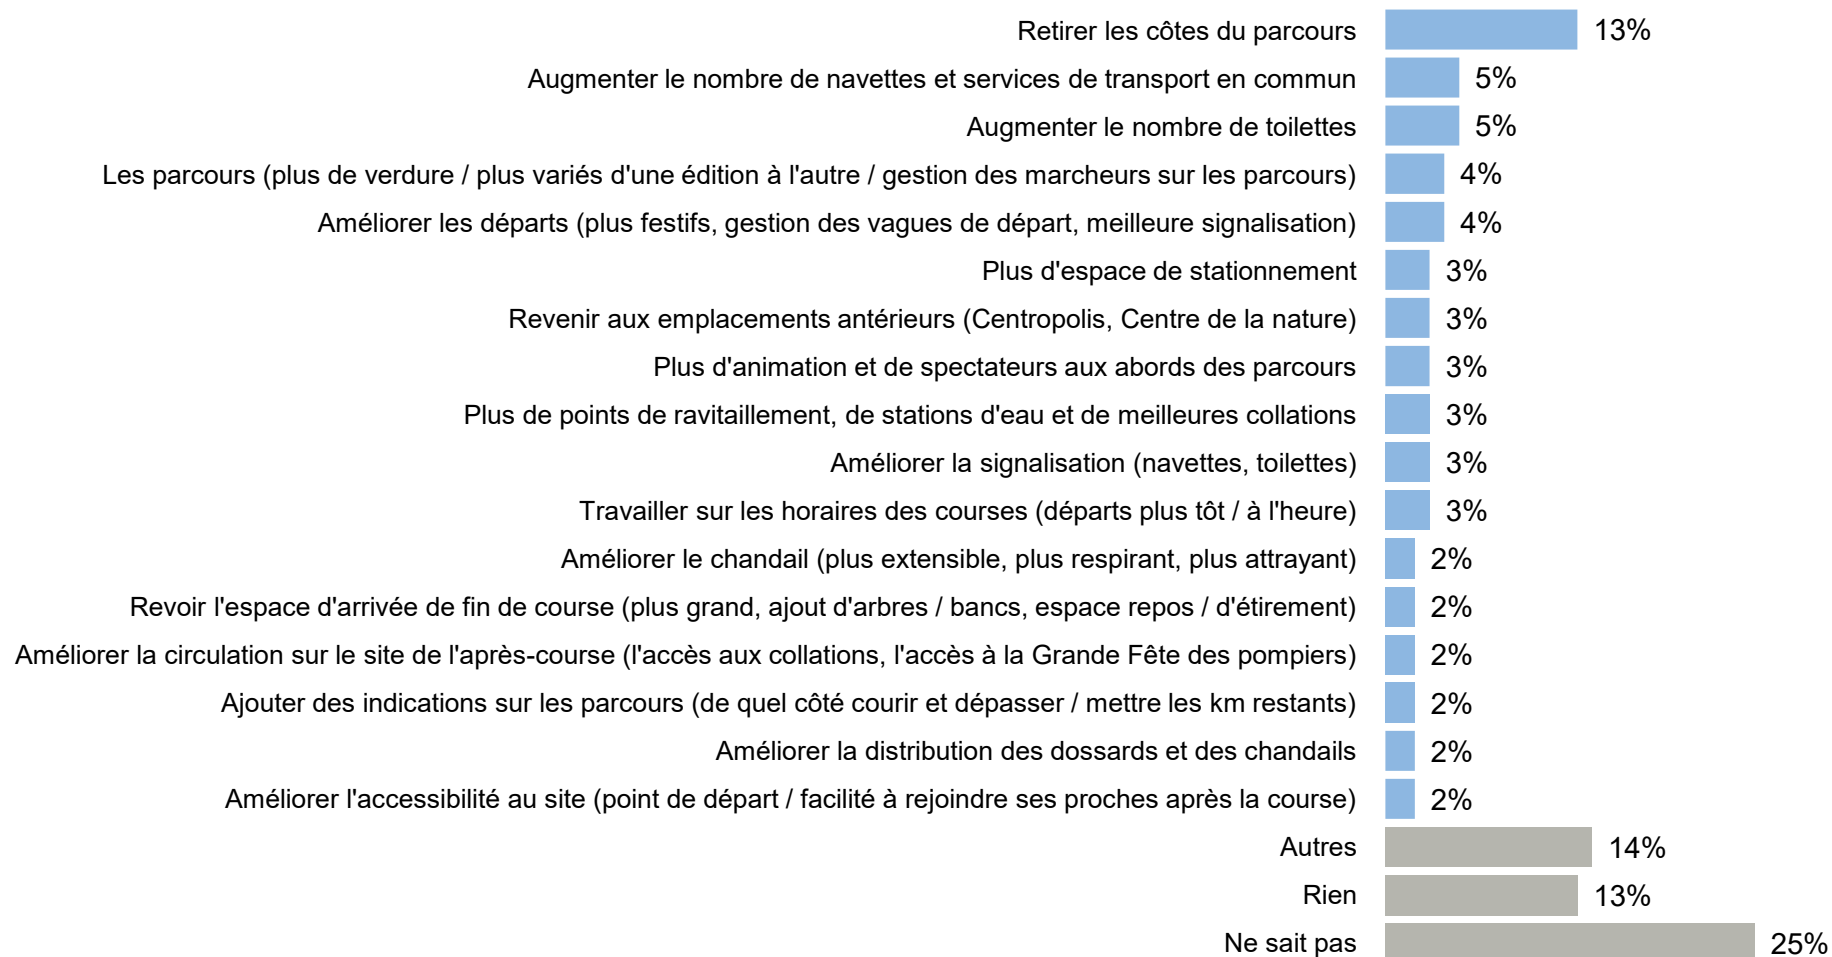 Retirer les côtes du parcours 13%
Augmenter le nombre de navettes et services de transport en commun 5%
Augmenter le nombre de toilettes 5%
Les parcours (plus de verdure / plus variés d'une édition à l'autre / gestion des marcheurs sur les parcours) 4%
Améliorer les départs (plus festifs, gestion des vagues de départ, meilleure signalisation) 4%
Plus d'espace de stationnement 3%
Revenir aux emplacements antérieurs (Centropolis, Centre de la nature) 3%
Plus d'animation et de spectateurs aux abords des parcours 3%
Plus de points de ravitaillement, de stations d'eau et de meilleures collations 3%
Améliorer la signalisation (navettes, toilettes) 3%
Travailler sur les horaires des courses (départs plus tôt / à l'heure) 3%
Améliorer le chandail (plus extensible, plus respirant, plus attrayant) 2%
Revoir l'espace d'arrivée de fin de course (plus grand, ajout d'arbres / bancs, espace repos / d'étirement) 2%
Améliorer la circulation sur le site de l'après-course (l'accès aux collations, l'accès à la Grande Fête des pompiers) 2%
Ajouter des indications sur les parcours (de quel côté courir et dépasser / mettre les km restants) 2%
Améliorer la distribution des dossards et des chandails 2%
Améliorer l'accessibilité au site (point de départ / facilité à rejoindre ses proches après la course) 2%
Autres 14%
Rien 13%
Ne sait pas 25%